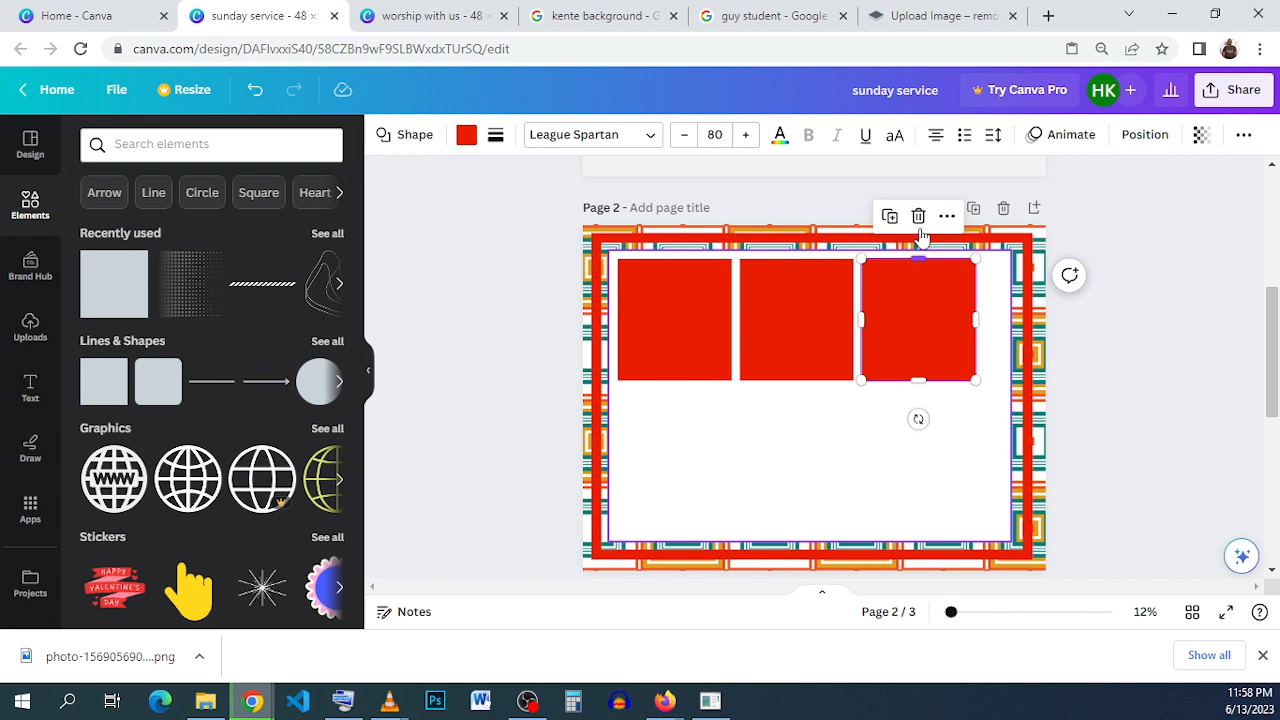 Home - Canva
sunday service - 48 ×
worship with us - 48 ×
kente background - G
guy student - Google
Upload Image – remo
canva.com/design/DAFlvxxiS40/58CZBn9wF9SLBWxdxTUrSQ/edit
Home
File
Resize
sunday service
Try Canva Pro
HK
Share
Design
Elements
Brand Hub
Uploads
Text
Draw
Apps
Projects
Search elements
Arrow
Line
Circle
Square
Heart
Recently used
See all
Lines & Shapes
See all
Graphics
See all
WWW
Stickers
See all
HAPPY
VALENTINE'S
DAY
Shape
League Spartan
80
B
I
U
aA
Animate
Position
Page 2 - Add page title
Notes
Page 2 / 3
12%
photo-156905690....png
Show all
Ps
W
11:58 PM
6/13/2023